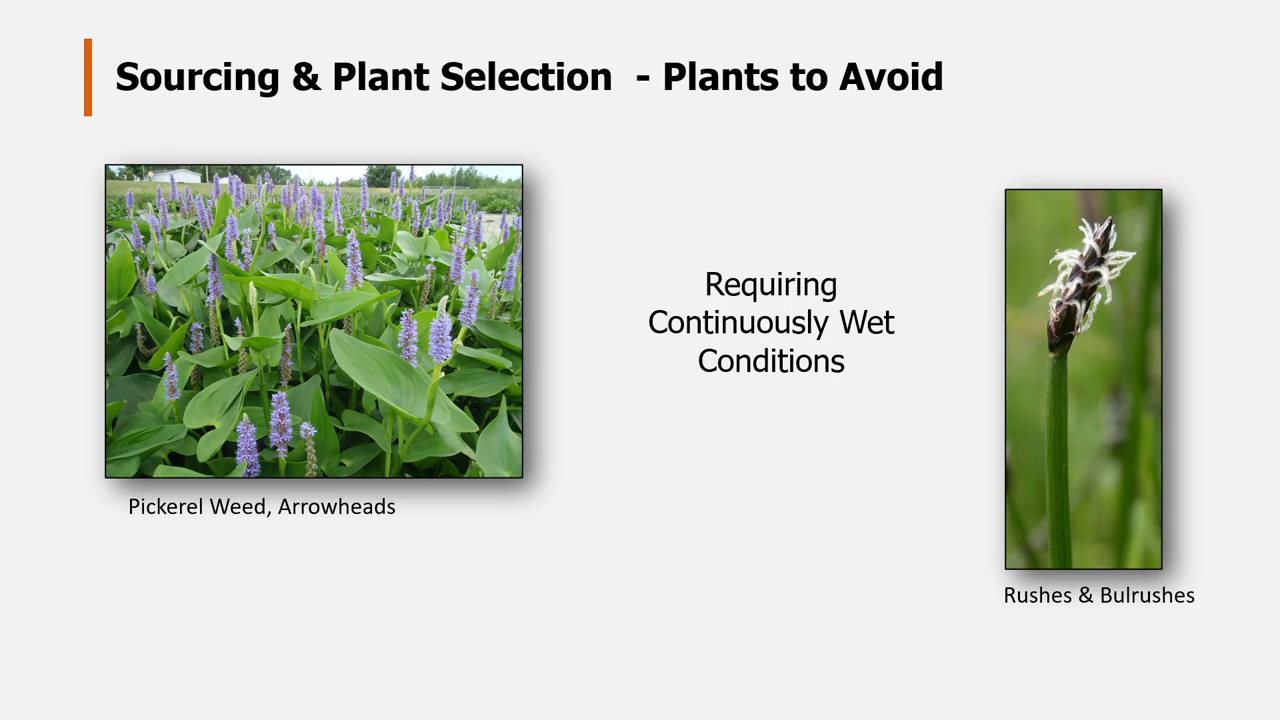 Sourcing & Plant Selection  - Plants to Avoid
Requiring
Continuously Wet
Conditions
Pickerel Weed, Arrowheads
Rushes & Bulrushes